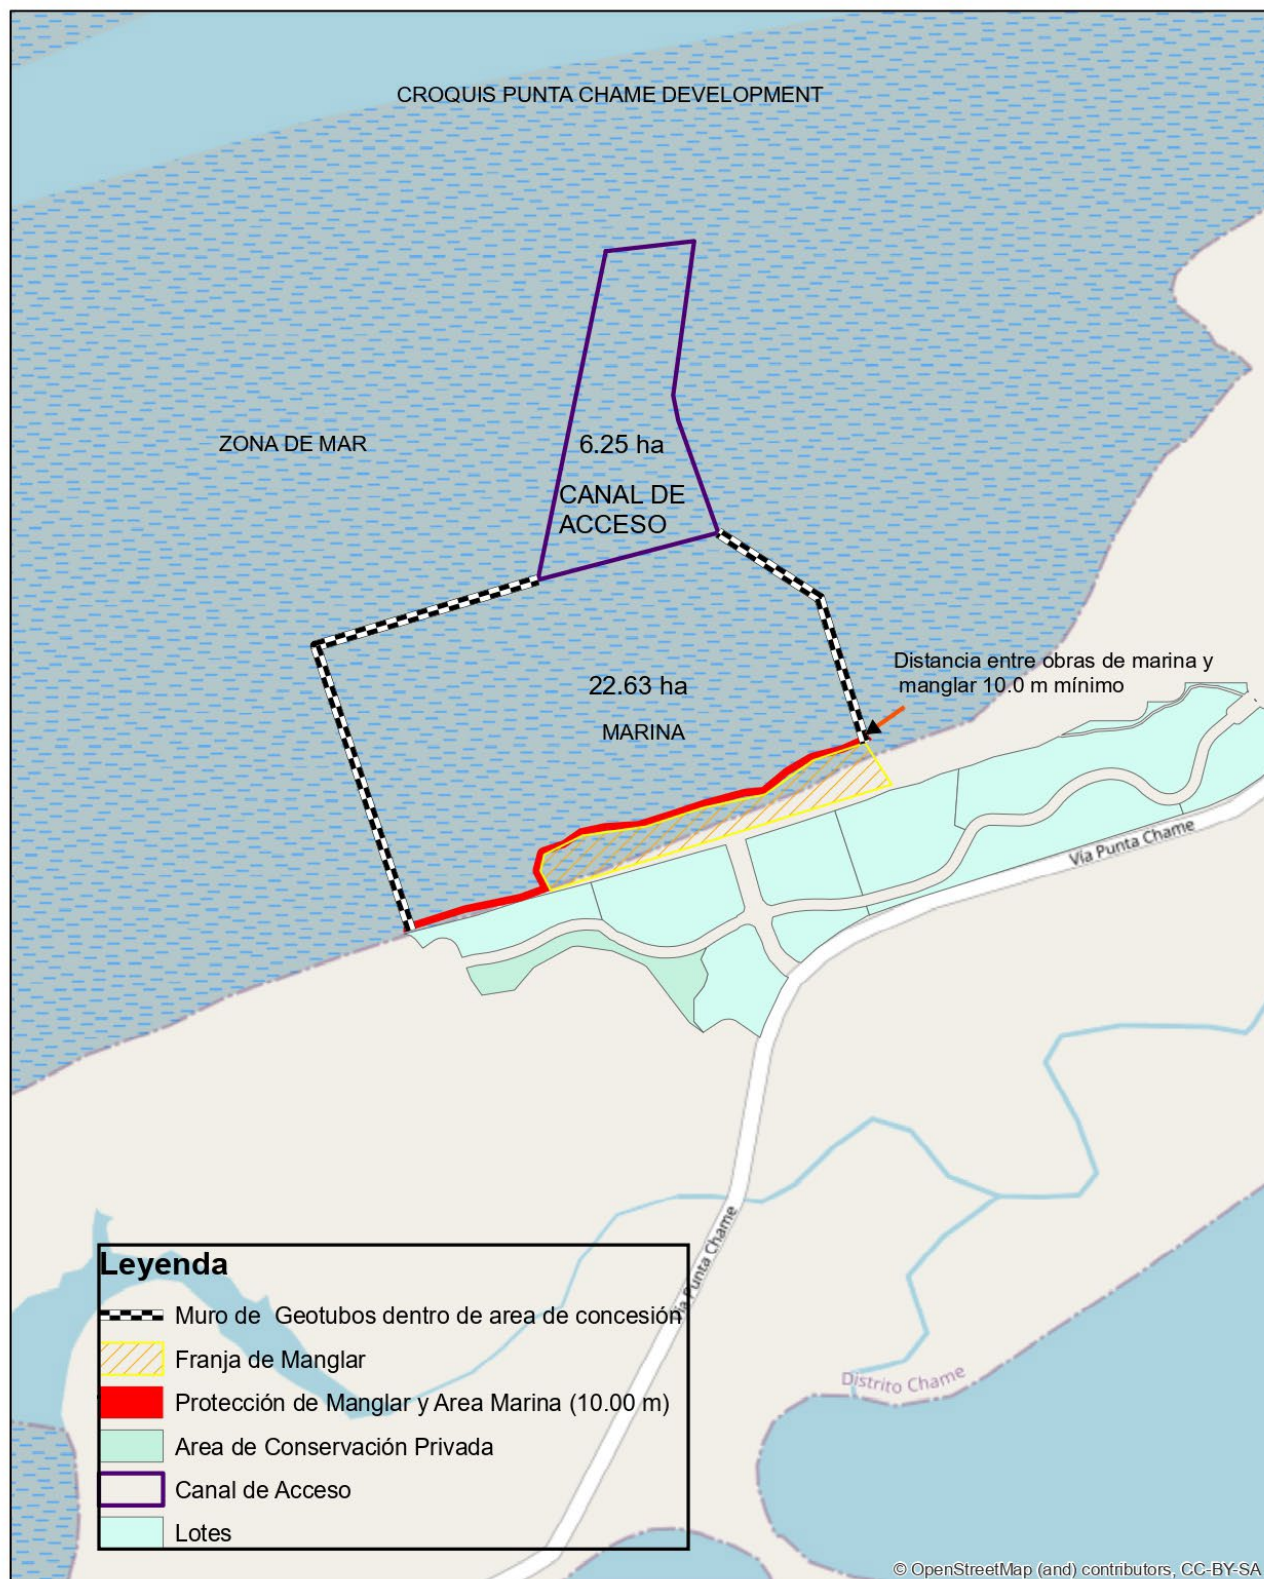 CROQUIS PUNTA CHAME DEVELOPMENT
ZONA DE MAR
6.25 ha
CANAL DE
ACCESO
Distancia entre obras de marina y
manglar 10.0 m mínimo
22.63 ha
MARINA
Vía Punta Chame
Vía Punta Chame
Distrito Chame
Leyenda
Muro de Geotubos dentro de area de concesión
Franja de Manglar
Protección de Manglar y Area Marina (10.00 m)
Area de Conservación Privada
Canal de Acceso
Lotes
© OpenStreetMap (and) contributors, CC-BY-SA